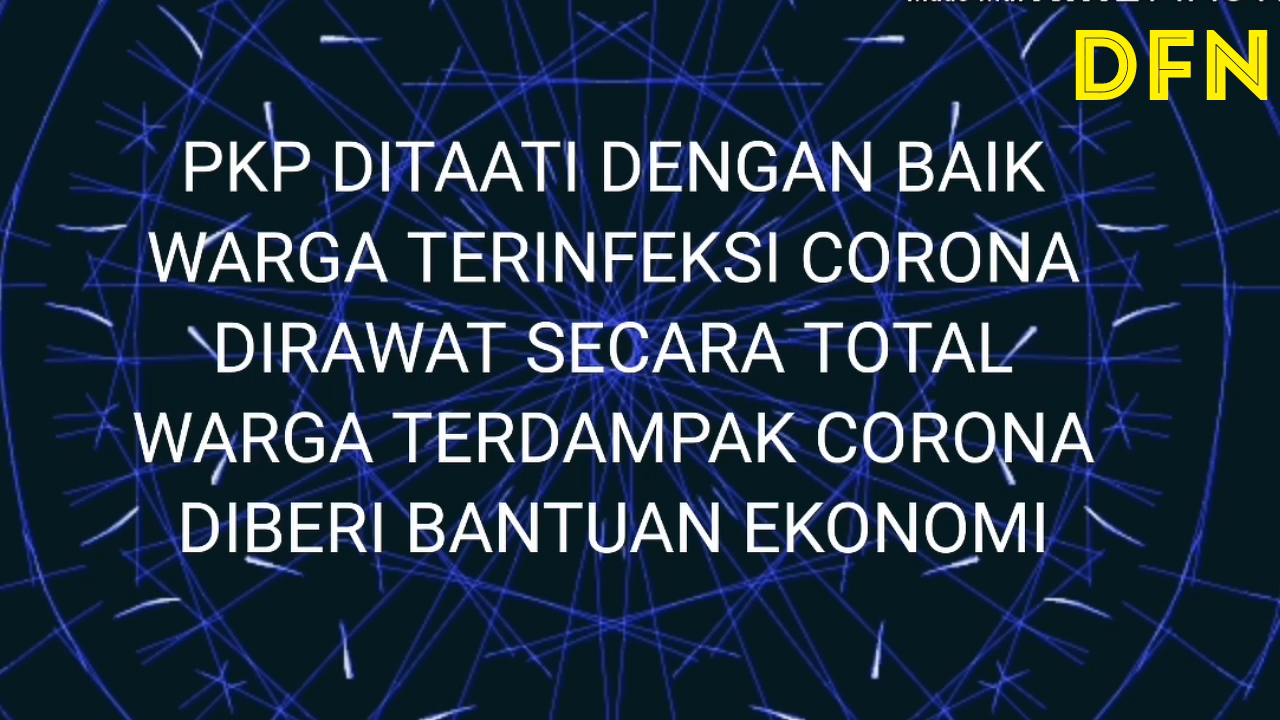 DFN
PKP DITAATI DENGAN BAIK
WARGA TERINFEKSI CORONA
DIRAWAT SECARA TOTAL
WARGA TERDAMPAK CORONA
DIBERI BANTUAN EKONOMI